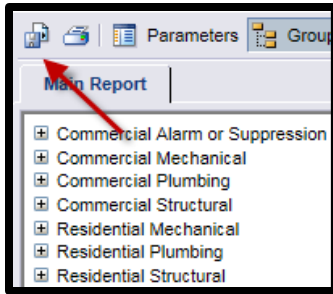 Parameters Group
Main Report
Commercial Alarm or Suppression
Commercial Mechanical
Commercial Plumbing
Commercial Structural
Residential Mechanical
Residential Plumbing
Residential Structural